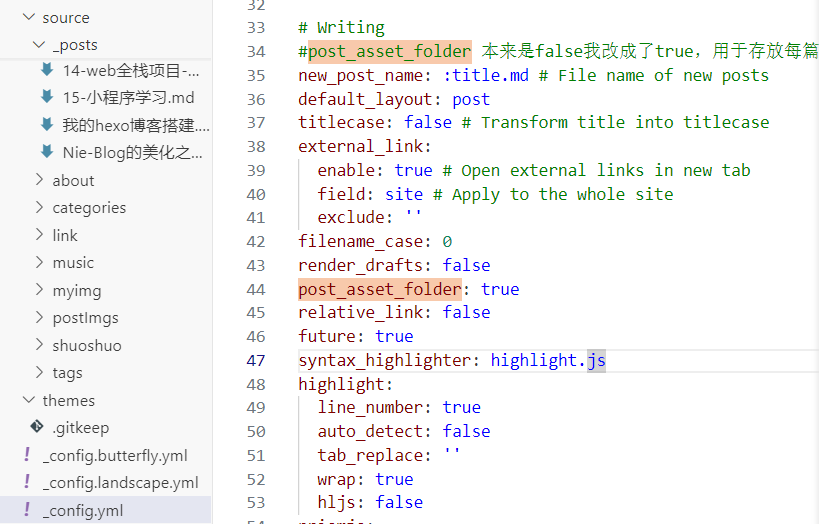 source
_posts
14-web全栈项目-...
15-小程序学习.md
我的hexo博客搭建....
Nie-Blog的美化之...
about
categories
link
music
myimg
postImgs
shuoshuo
tags
themes
.gitkeep
! _config.butterfly.yml
! _config.landscape.yml
! _config.yml
32
33 # Writing
34 #post_asset_folder 本来是false我改成了true，用于存放每篇
35 new_post_name: :title.md # File name of new posts
36 default_layout: post
37 titlecase: false # Transform title into titlecase
38 external_link:
39 enable: true # Open external links in new tab
40 field: site # Apply to the whole site
41 exclude: ''
42 filename_case: 0
43 render_drafts: false
44 post_asset_folder: true
45 relative_link: false
46 future: true
47 syntax_highlighter: highlight.js
48 highlight:
49 line_number: true
50 auto_detect: false
51 tab_replace: ''
52 wrap: true
53 hljs: false